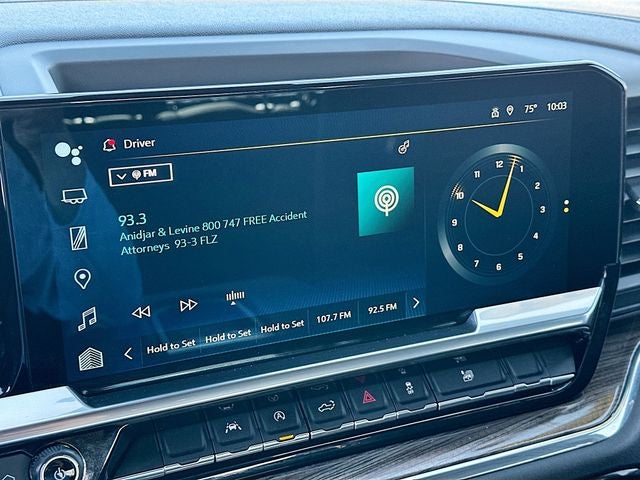 Driver
75° 10:03
FM
93.3
Anidjar & Levine 800 747 FREE Accident
Attorneys 93-3 FLZ
12
1
2
3
4
5
6
7
8
9
10
11
Hold to Set Hold to Set Hold to Set 107.7 FM 92.5 FM